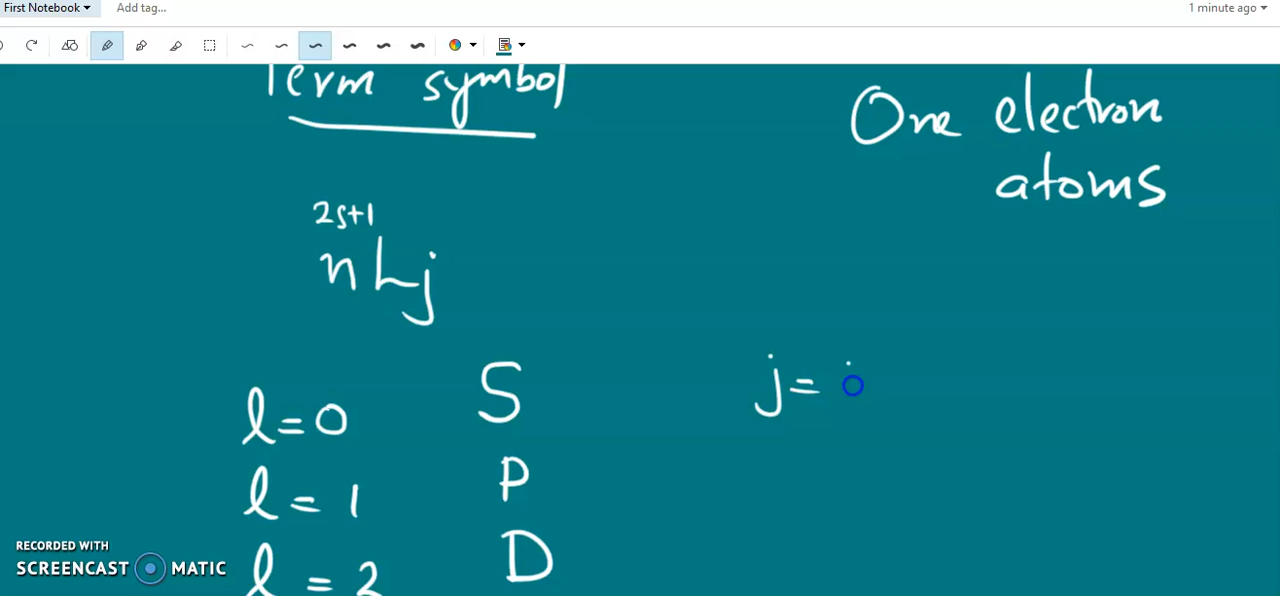 First Notebook Add tag... 1 minute ago
Term symbol
One electron
atoms
2s+1
n L j
l = 0 S
j =
l = 1 P
l = 2 D
RECORDED WITH
SCREENCAST MATIC